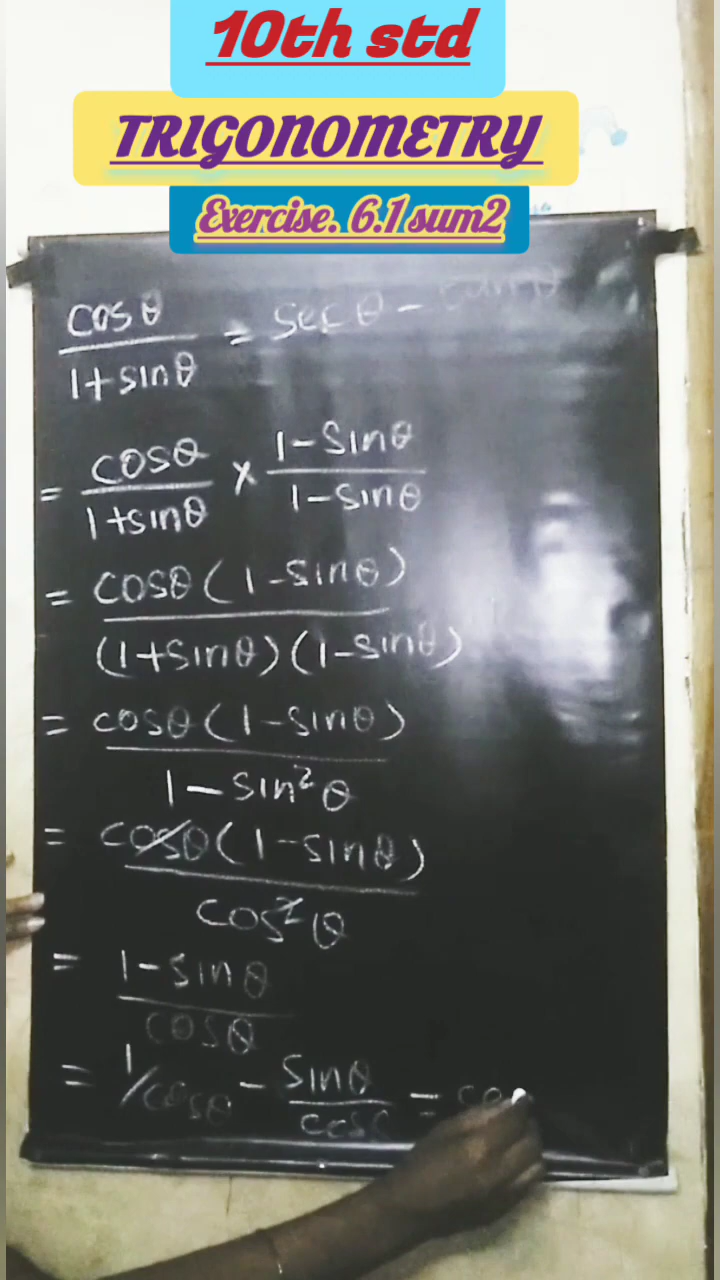 10th std
TRIGONOMETRY
Exercise. 6.1 sum2
cosθ/1+sinθ = secθ - tanθ
= cosθ/1+sinθ × 1-sinθ/1-sinθ
= cosθ(1-sinθ)/(1+sinθ)(1-sinθ)
= cosθ(1-sinθ)/1-sin²θ
= cosθ(1-sinθ)/cos²θ
= 1-sinθ/cosθ
= 1/cosθ - sinθ/cosθ =